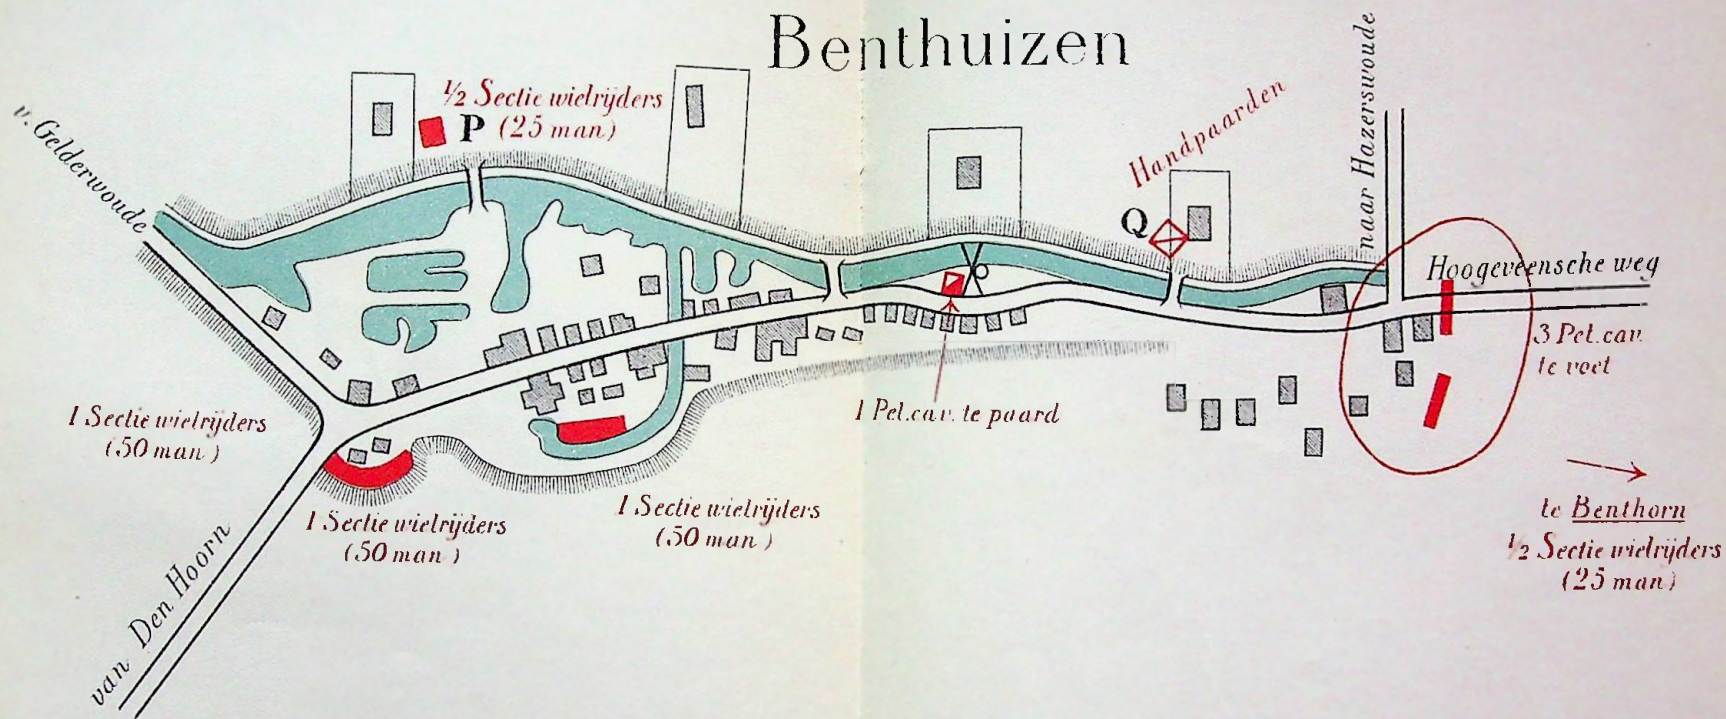 Benthuizen
½ Sectie wielrijders
P (25 man)
v. Gelderwoude
Handpaarden
Q
naar Hazerswoude
Hoogeveensche weg
3 Pel. cav.
te voet
1 Pel. cav. te paard
1 Sectie wielrijders
(50 man)
1 Sectie wielrijders
(50 man)
1 Sectie wielrijders
(50 man)
te Benthorn
½ Sectie wielrijders
(25 man)
van Den Hoorn